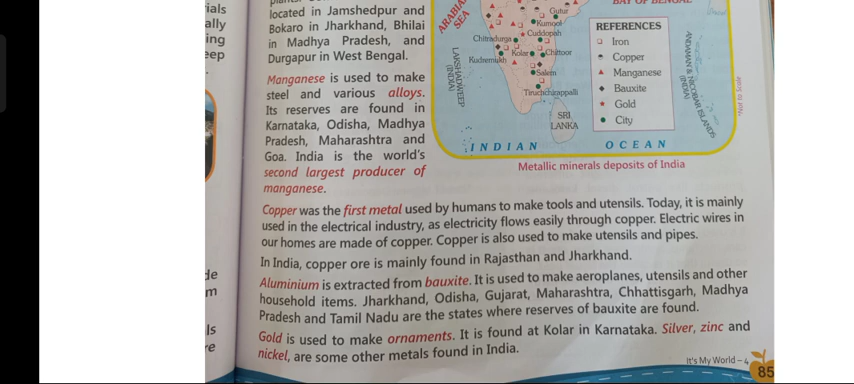 ials
ally
ing
eep
located in Jamshedpur and
Bokaro in Jharkhand, Bhilai
in Madhya Pradesh, and
Durgapur in West Bengal.
Manganese is used to make
steel and various alloys.
Its reserves are found in
Karnataka, Odisha, Madhya
Pradesh, Maharashtra and
Goa. India is the world's
second largest producer of
manganese.
ARABIAN
SEA
BAY OF BENGAL
Guntur
Kurnool
Cuddopah
Chitradurga
Kolar
Chittoor
Kudremukh
Salem
Tiruchchirappalli
LAKSHADWEEP
(INDIA)
SRI
LANKA
ANDAMAN & NICOBAR ISLANDS
(INDIA)
REFERENCES
Iron
Copper
Manganese
Bauxite
Gold
City
INDIAN OCEAN
*Not to Scale
Metallic minerals deposits of India
Copper was the first metal used by humans to make tools and utensils. Today, it is mainly
used in the electrical industry, as electricity flows easily through copper. Electric wires in
our homes are made of copper. Copper is also used to make utensils and pipes.
In India, copper ore is mainly found in Rajasthan and Jharkhand.
Aluminium is extracted from bauxite. It is used to make aeroplanes, utensils and other
household items. Jharkhand, Odisha, Gujarat, Maharashtra, Chhattisgarh, Madhya
Pradesh and Tamil Nadu are the states where reserves of bauxite are found.
Gold is used to make ornaments. It is found at Kolar in Karnataka. Silver, zinc and
nickel, are some other metals found in India.
de
m
ls
re
It's My World – 4
85